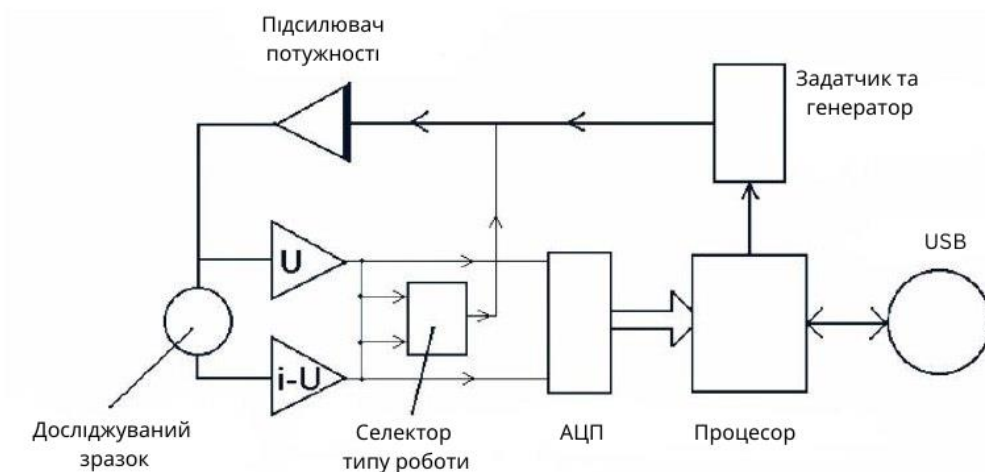 Підсилювач
потужності
Задатчик та
генератор
USB
U
i-U
Досліджуваний
зразок
Селектор
типу роботи
АЦП
Процесор